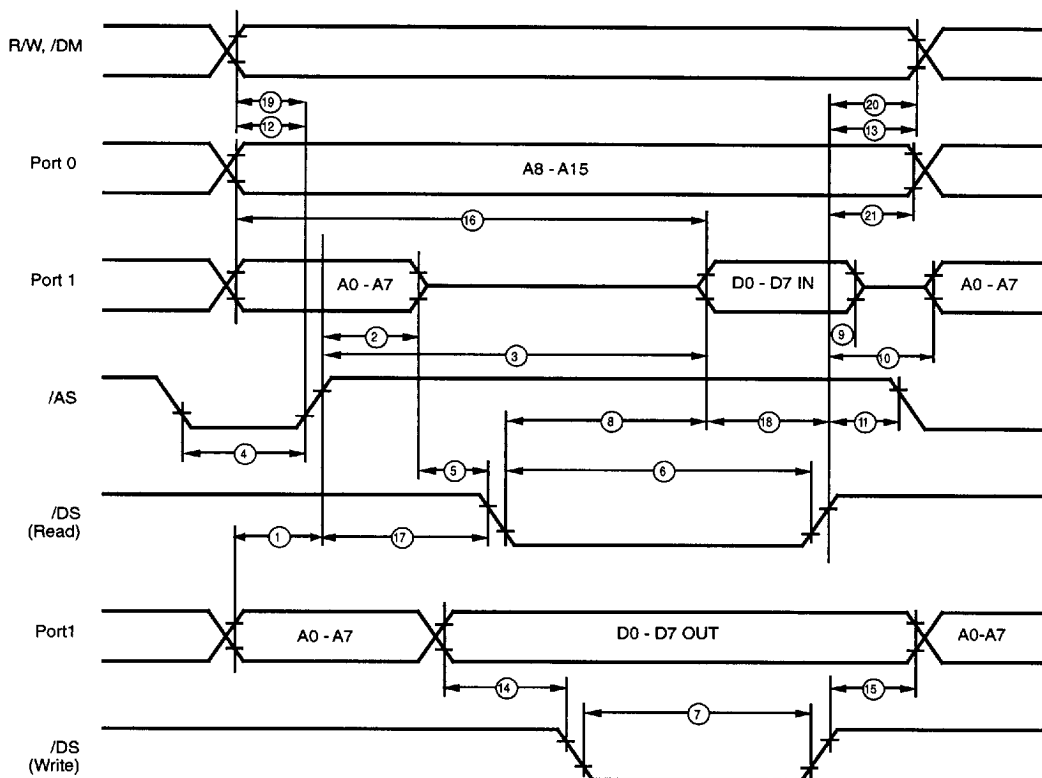 R/W, /DM
19
12
20
13
Port 0
A8 - A15
16
21
Port 1
A0 - A7
D0 - D7 IN
A0 - A7
2
9
3
10
/AS
8
18
11
4
5
6
/DS
(Read)
1
17
Port1
A0 - A7
D0 - D7 OUT
A0-A7
14
15
7
/DS
(Write)